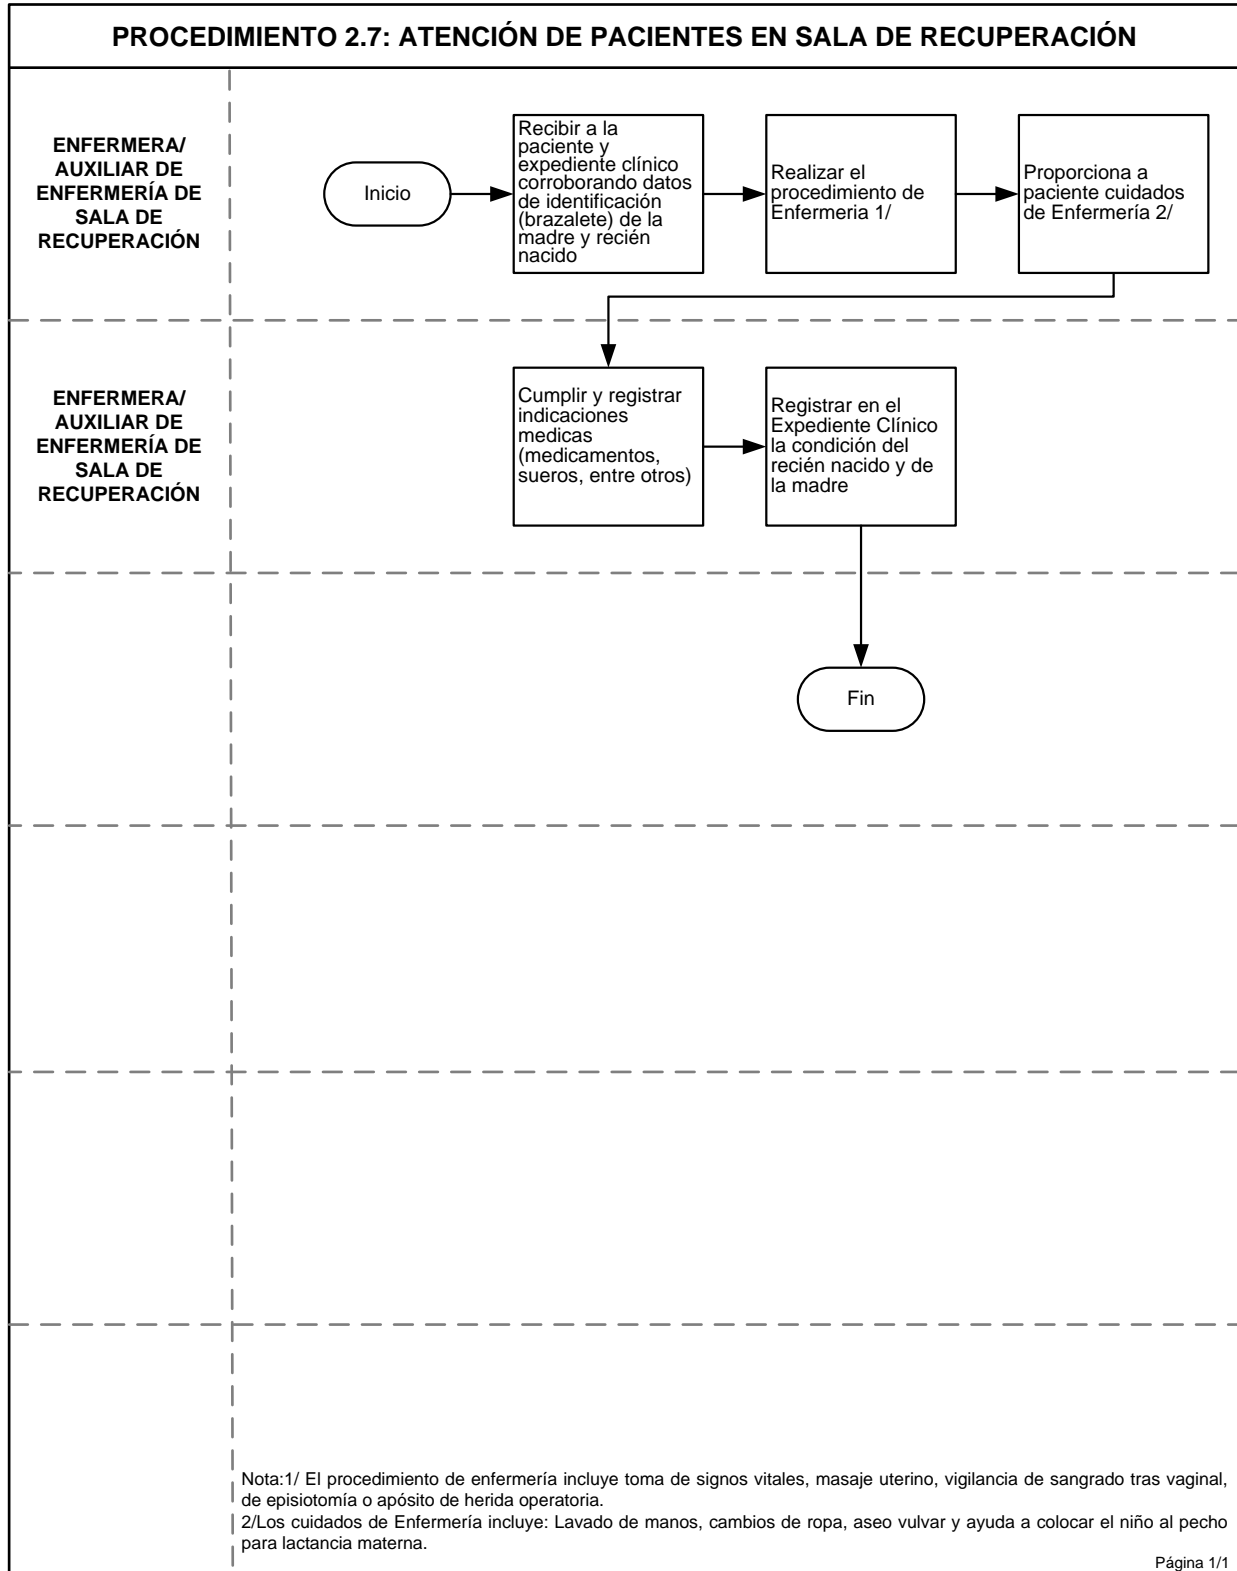 PROCEDIMIENTO 2.7: ATENCIÓN DE PACIENTES EN SALA DE RECUPERACIÓN
ENFERMERA/
AUXILIAR DE
ENFERMERÍA DE
SALA DE
RECUPERACIÓN
Inicio
Recibir a la
paciente y
expediente clínico
corroborando datos
de identificación
(brazalete) de la
madre y recién
nacido
Realizar el
procedimiento de
Enfermeria 1/
Proporciona a
paciente cuidados
de Enfermería 2/
ENFERMERA/
AUXILIAR DE
ENFERMERÍA DE
SALA DE
RECUPERACIÓN
Cumplir y registrar
indicaciones
medicas
(medicamentos,
sueros, entre otros)
Registrar en el
Expediente Clínico
la condición del
recién nacido y de
la madre
Fin
Nota:1/ El procedimiento de enfermería incluye toma de signos vitales, masaje uterino, vigilancia de sangrado tras vaginal,
de episiotomía o apósito de herida operatoria.
2/Los cuidados de Enfermería incluye: Lavado de manos, cambios de ropa, aseo vulvar y ayuda a colocar el niño al pecho
para lactancia materna.
Página 1/1